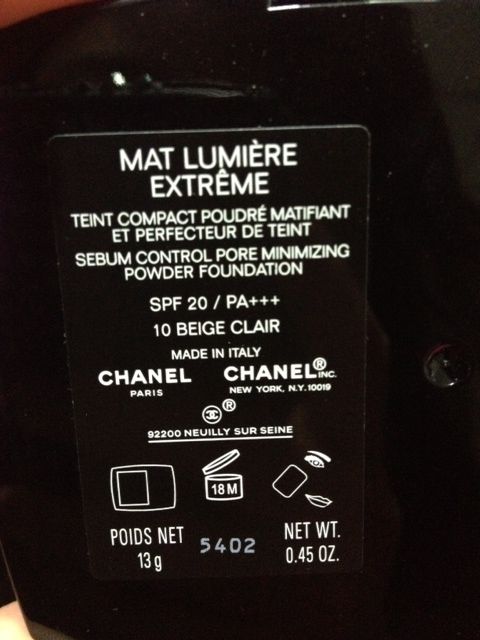 MAT LUMIÈRE
EXTRÊME
TEINT COMPACT POUDRÉ MATIFIANT
ET PERFECTEUR DE TEINT
SEBUM CONTROL PORE MINIMIZING
POWDER FOUNDATION
SPF 20 / PA+++
10 BEIGE CLAIR
MADE IN ITALY
CHANEL CHANEL® INC.
PARIS NEW YORK, N.Y. 10019
®
92200 NEUILLY SUR SEINE
18 M
POIDS NET 5402 NET WT.
13 g 0.45 OZ.